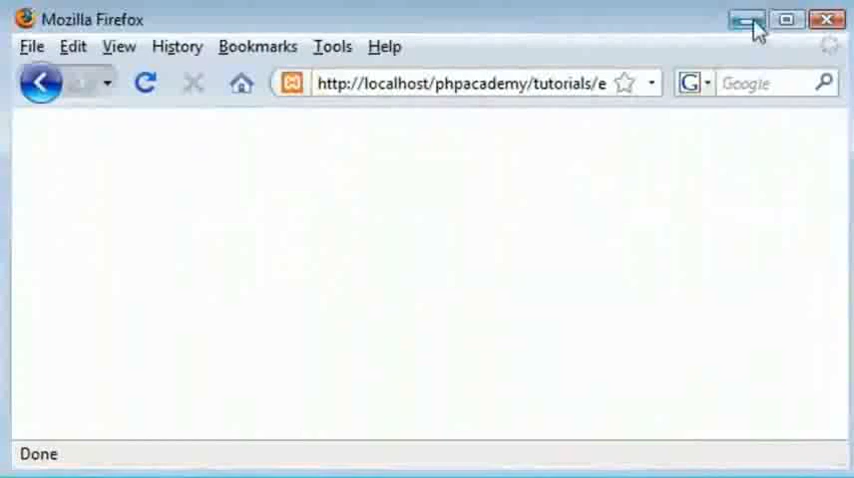 Mozilla Firefox
File Edit View History Bookmarks Tools Help
http://localhost/phpacademy/tutorials/e G Google
Done